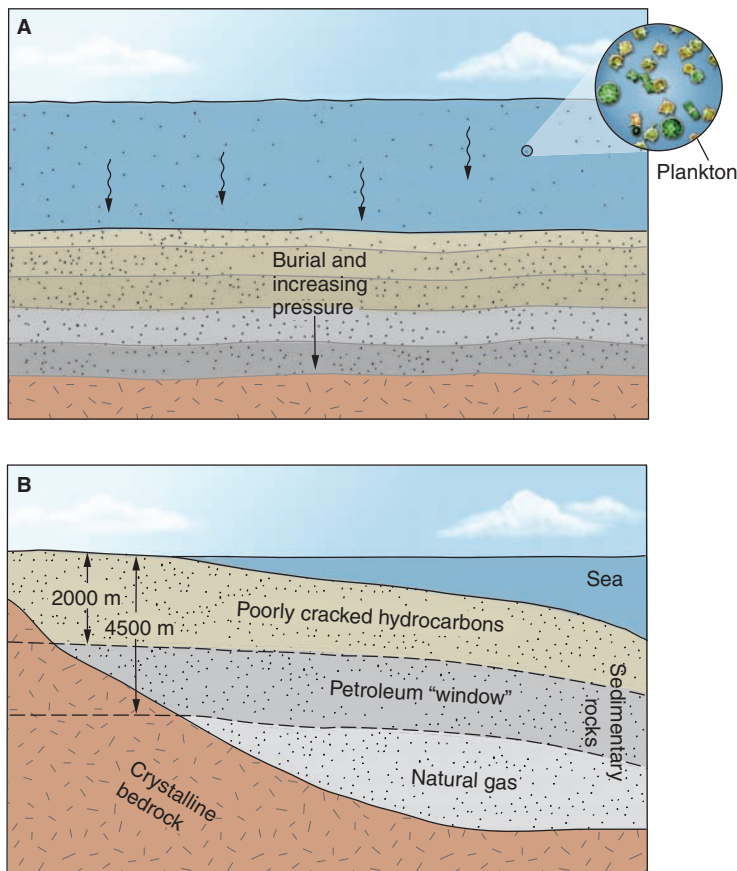 A
Plankton
Burial and
increasing
pressure
B
Sea
2000 m
4500 m
Poorly cracked hydrocarbons
Petroleum “window”
Sedimentary
rocks
Natural gas
Crystalline
bedrock